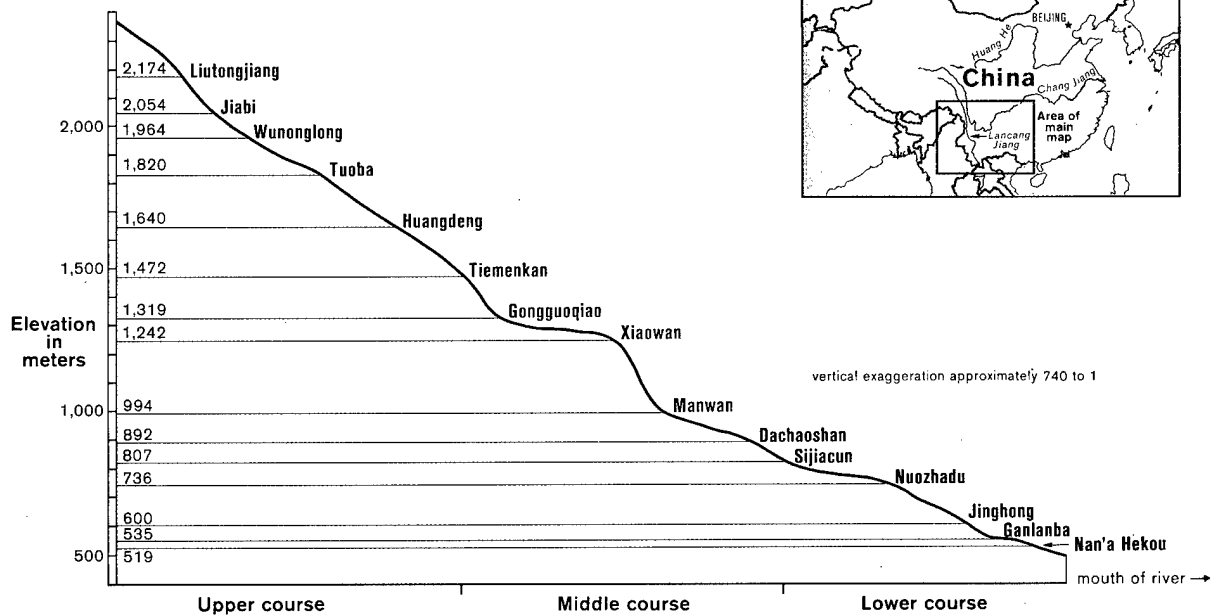 BEIJING
Huang He
China
Chang Jiang
Area of
main
map
Lancang
Jiang
2,174 Liutongjiang
2,054 Jiabi
2,000
1,964 Wunonglong
1,820 Tuoba
1,640 Huangdeng
1,500
1,472 Tiemenkan
1,319 Gongguoqiao
1,242 Xiaowan
Elevation
in
meters
vertical exaggeration approximately 740 to 1
1,000
994 Manwan
892 Dachaoshan
807 Sijiacun
736 Nuozhadu
600 Jinghong
535 Ganlanba
519 Nan'a Hekou
500
mouth of river
Upper course Middle course Lower course